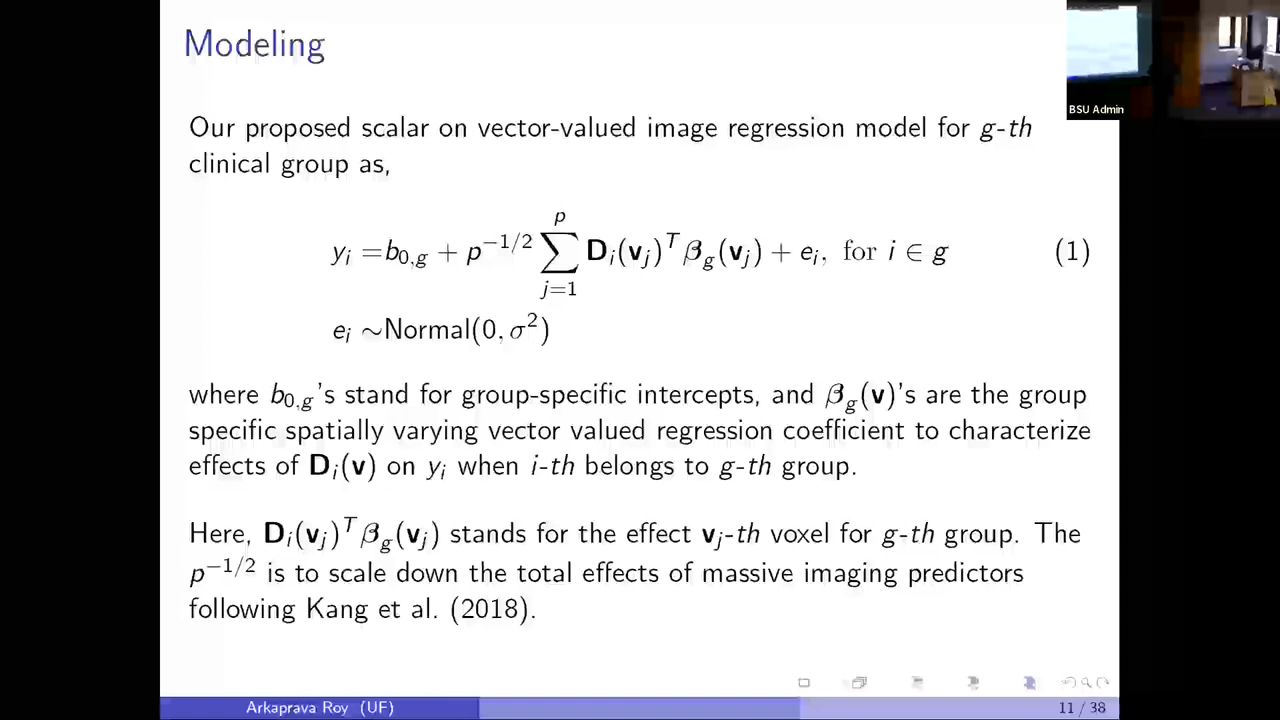 Modeling
BSU Admin
Our proposed scalar on vector-valued image regression model for g-th
clinical group as,
y_i = b_{0,g} + p^{-1/2} \sum_{j=1}^{p} D_i(v_j)^T β_g(v_j) + e_i, for i ∈ g (1)
e_i ∼ Normal(0, σ^2)
where b_{0,g}'s stand for group-specific intercepts, and β_g(v)'s are the group
specific spatially varying vector valued regression coefficient to characterize
effects of D_i(v) on y_i when i-th belongs to g-th group.
Here, D_i(v_j)^T β_g(v_j) stands for the effect v_j-th voxel for g-th group. The
p^{-1/2} is to scale down the total effects of massive imaging predictors
following Kang et al. (2018).
Arkaprava Roy (UF)
11 / 38